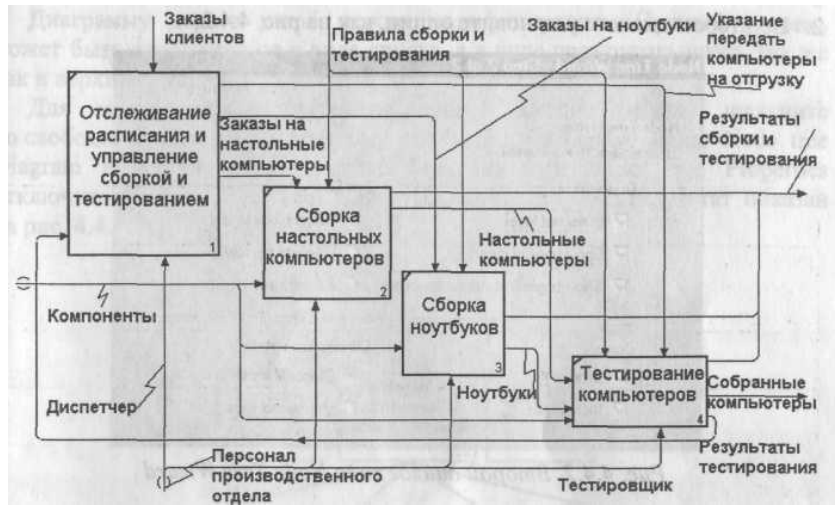 Заказы
клиентов
Правила сборки и
тестирования
Заказы на ноутбуки
Указание
передать
компьютеры
на отгрузку
Отслеживание
расписания и
управление
сборкой и
тестированием
1
Заказы на
настольные
компьютеры
Результаты
сборки и
тестирования
Сборка
настольных
компьютеров
2
Настольные
компьютеры
Компоненты
Сборка
ноутбуков
3
Диспетчер
Ноутбуки
Тестирование
компьютеров
4
Собранные
компьютеры
Персонал
производственного
отдела
Результаты
тестирования
Тестировщик